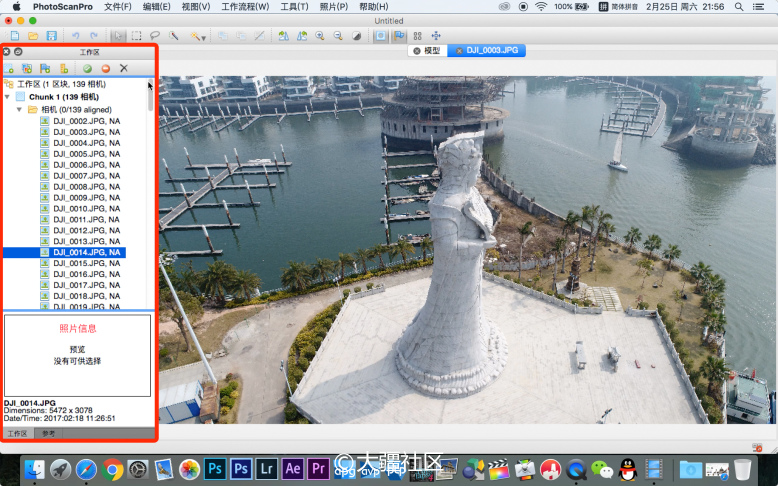 PhotoScanPro 文件(F) 编辑(E) 视图(V) 工作流程(W) 工具(T) 照片(P) 帮助(H) 100% 拼 简体拼音 2月25日 周六 21:56
Untitled
工作区
模型 DJI_0003.JPG
工作区 (1 区块, 139 相机)
Chunk 1 (139 相机)
相机 (0/139 aligned)
DJI_0002.JPG, NA
DJI_0003.JPG, NA
DJI_0004.JPG, NA
DJI_0005.JPG, NA
DJI_0006.JPG, NA
DJI_0007.JPG, NA
DJI_0008.JPG, NA
DJI_0009.JPG, NA
DJI_0010.JPG, NA
DJI_0011.JPG, NA
DJI_0012.JPG, NA
DJI_0013.JPG, NA
DJI_0014.JPG, NA
DJI_0015.JPG, NA
DJI_0016.JPG, NA
DJI_0017.JPG, NA
DJI_0018.JPG, NA
DJI_0019.JPG, NA
照片信息
预览
没有可供选择
DJI_0014.JPG
Dimensions: 5472 x 3078
Date/Time: 2017:02:18 11:26:51
工作区 参考
大疆社区
Ps Ps Lr Ae Pr